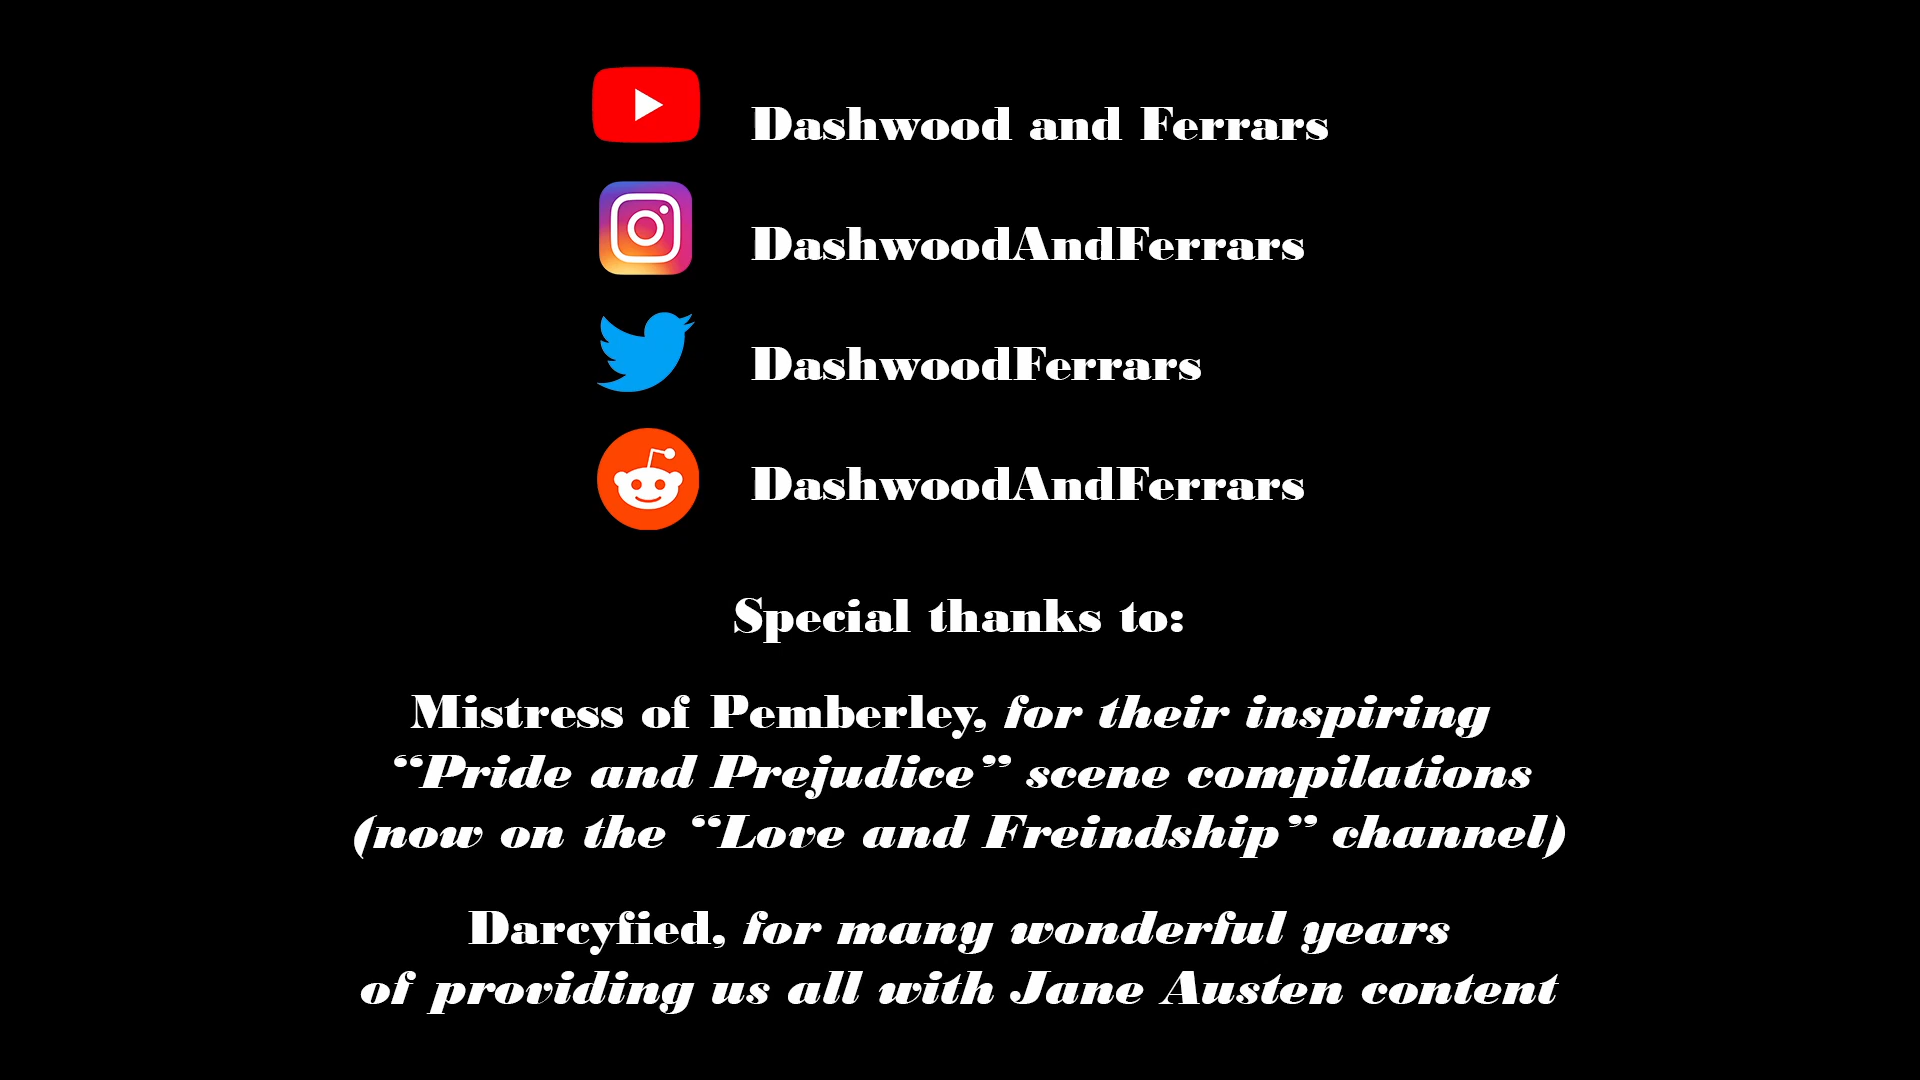 Dashwood and Ferrars
DashwoodAndFerrars
DashwoodFerrars
DashwoodAndFerrars
Special thanks to:
Mistress of Pemberley, for their inspiring
“Pride and Prejudice” scene compilations
(now on the “Love and Freindship” channel)
Darcyfied, for many wonderful years
of providing us all with Jane Austen content